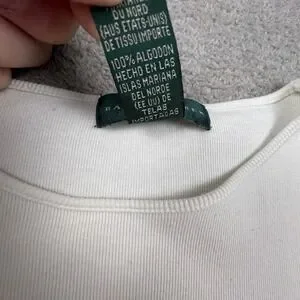 DU NORD
(AUS ETATS-UNIS)
DE TISSU IMPORTE
100% ALGODON
HECHO EN LAS
ISLAS MARIANA
DEL NORDE
(EE UU) DE
TELAS
IMPORTADAS